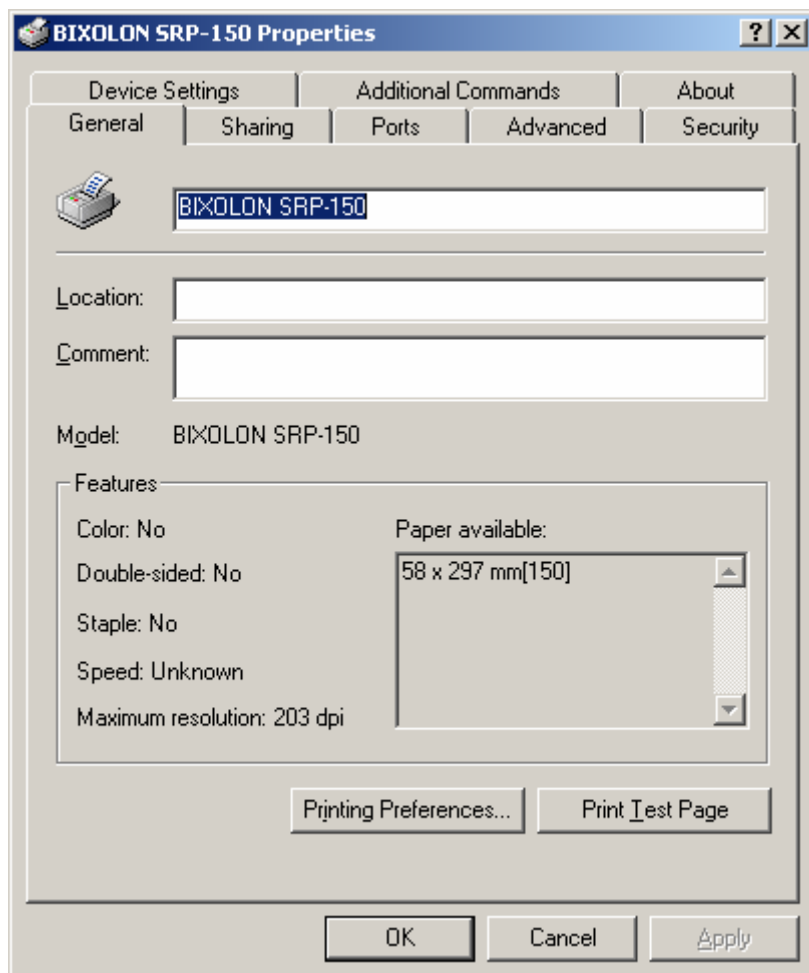 BIXOLON SRP-150 Properties
Device Settings Additional Commands About
General Sharing Ports Advanced Security
BIXOLON SRP-150
Location:
Comment:
Model: BIXOLON SRP-150
Features
Color: No
Double-sided: No
Staple: No
Speed: Unknown
Maximum resolution: 203 dpi
Paper available:
58 x 297 mm[150]
Printing Preferences... Print Test Page
OK Cancel Apply